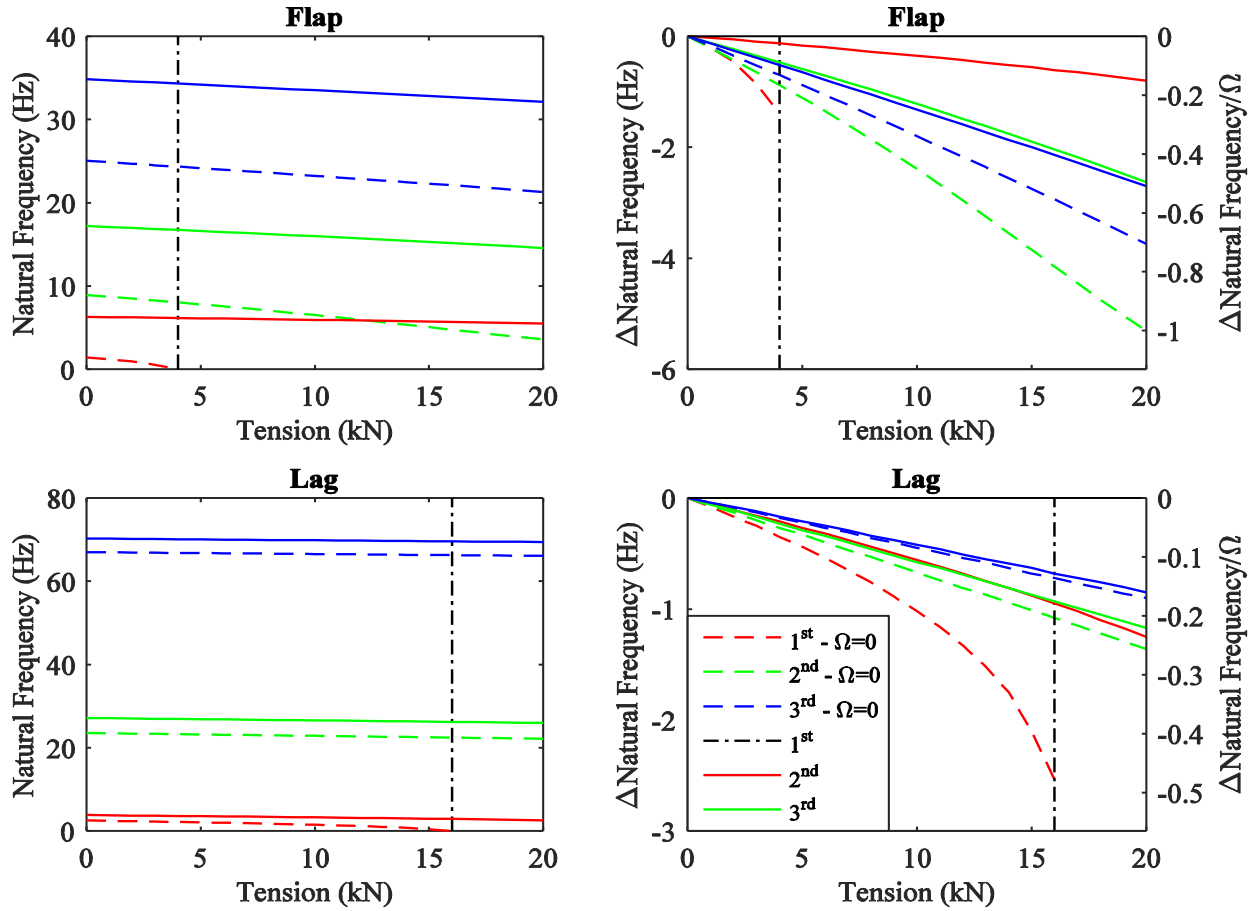 Flap
Natural Frequency (Hz)
40
30
20
10
0
0 5 10 15 20
Tension (kN)
Flap
ΔNatural Frequency (Hz)
0
-2
-4
-6
0
-0.2
-0.4
-0.6
-0.8
-1
ΔNatural Frequency/Ω
0 5 10 15 20
Tension (kN)
Lag
Natural Frequency (Hz)
80
60
40
20
0
0 5 10 15 20
Tension (kN)
Lag
ΔNatural Frequency (Hz)
0
-1
-2
-3
1st - Ω=0
2nd - Ω=0
3rd - Ω=0
1st
2nd
3rd
0
-0.1
-0.2
-0.3
-0.4
-0.5
ΔNatural Frequency/Ω
0 5 10 15 20
Tension (kN)